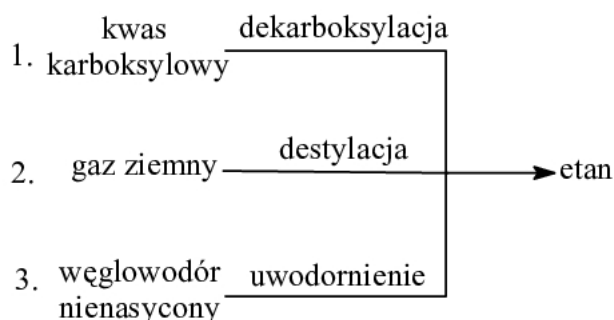 1. kwas karboksylowy dekarboksylacja
2. gaz ziemny destylacja etan
3. węglowodór nienasycony uwodornienie